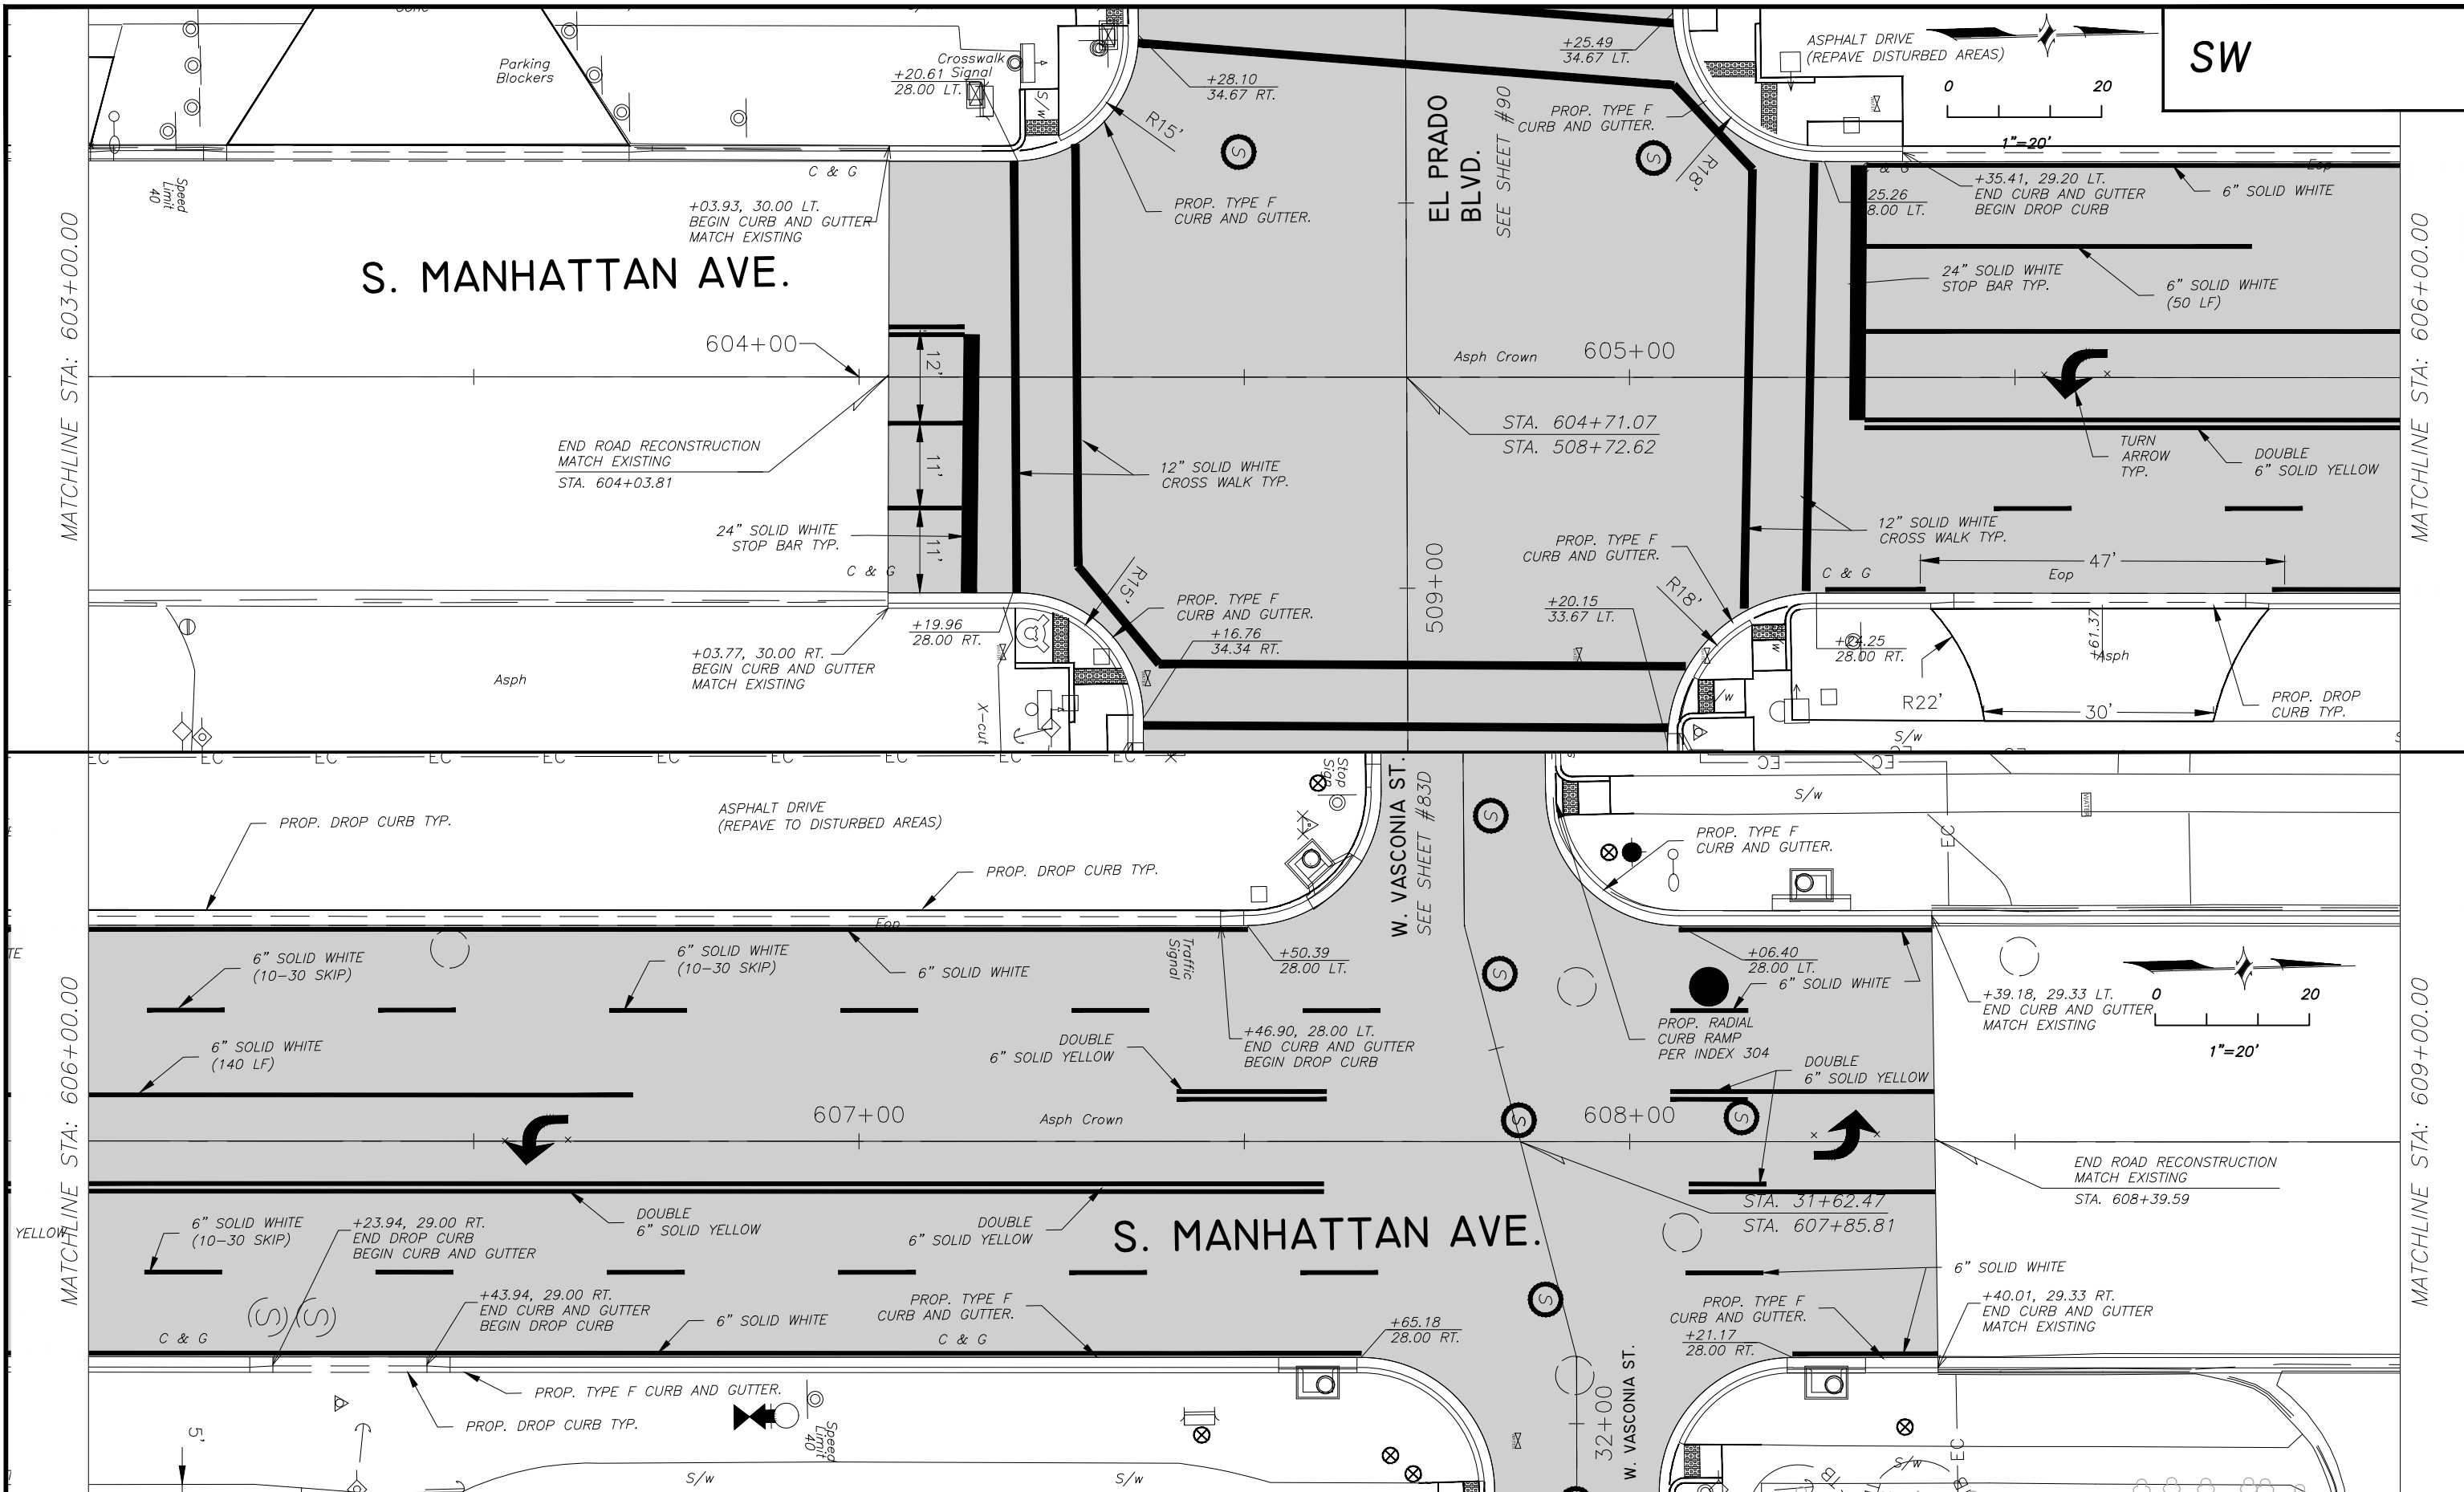 Parking
Blockers
Crosswalk
Signal
+20.61
28.00 LT.
S/w
+28.10
34.67 RT.
R15'
+25.49
34.67 LT.
EL PRADO
BLVD.
SEE SHEET #90
PROP. TYPE F
CURB AND GUTTER.
R18'
ASPHALT DRIVE
(REPAVE DISTURBED AREAS)
0 20
1"=20'
SW
Speed
Limit
40
C & G
+03.93, 30.00 LT.
BEGIN CURB AND GUTTER
MATCH EXISTING
PROP. TYPE F
CURB AND GUTTER.
& G
25.26
8.00 LT.
+35.41, 29.20 LT.
END CURB AND GUTTER
BEGIN DROP CURB
Eop
6" SOLID WHITE
MATCHLINE STA: 603+00.00
MATCHLINE STA: 606+00.00
S. MANHATTAN AVE.
24" SOLID WHITE
STOP BAR TYP.
6" SOLID WHITE
(50 LF)
604+00
12'
Asph Crown
605+00
STA. 604+71.07
STA. 508+72.62
END ROAD RECONSTRUCTION
MATCH EXISTING
STA. 604+03.81
11'
12" SOLID WHITE
CROSS WALK TYP.
TURN
ARROW
TYP.
DOUBLE
6" SOLID YELLOW
24" SOLID WHITE
STOP BAR TYP.
11'
C & G
PROP. TYPE F
CURB AND GUTTER.
12" SOLID WHITE
CROSS WALK TYP.
47'
C & G
Eop
R15'
PROP. TYPE F
CURB AND GUTTER.
509+00
R18'
+20.15
33.67 LT.
+19.96
28.00 RT.
+16.76
34.34 RT.
+03.77, 30.00 RT.
BEGIN CURB AND GUTTER
MATCH EXISTING
Asph
X-cut
+24.25
28.00 RT.
+61.37
Asph
R22'
30'
PROP. DROP
CURB TYP.
S/w
EC EC EC EC EC EC EC EC EC EC
Stop
Sign
W. VASCONIA ST.
SEE SHEET #83D
EC EC
S/w
WATER
PROP. DROP CURB TYP.
ASPHALT DRIVE
(REPAVE TO DISTURBED AREAS)
PROP. DROP CURB TYP.
PROP. TYPE F
CURB AND GUTTER.
EC
Eop
6" SOLID WHITE
(10-30 SKIP)
6" SOLID WHITE
(10-30 SKIP)
6" SOLID WHITE
Traffic
Signal
+50.39
28.00 LT.
+06.40
28.00 LT.
6" SOLID WHITE
+39.18, 29.33 LT.
END CURB AND GUTTER
MATCH EXISTING
0 20
1"=20'
6" SOLID WHITE
(140 LF)
DOUBLE
6" SOLID YELLOW
+46.90, 28.00 LT.
END CURB AND GUTTER
BEGIN DROP CURB
PROP. RADIAL
CURB RAMP
PER INDEX 304
DOUBLE
6" SOLID YELLOW
MATCHLINE STA: 606+00.00
MATCHLINE STA: 609+00.00
607+00
Asph Crown
608+00
END ROAD RECONSTRUCTION
MATCH EXISTING
STA. 608+39.59
STA. 31+62.47
STA. 607+85.81
YELLOW
6" SOLID WHITE
(10-30 SKIP)
+23.94, 29.00 RT.
END DROP CURB
BEGIN CURB AND GUTTER
DOUBLE
6" SOLID YELLOW
DOUBLE
6" SOLID YELLOW
S. MANHATTAN AVE.
6" SOLID WHITE
C & G
+43.94, 29.00 RT.
END CURB AND GUTTER
BEGIN DROP CURB
6" SOLID WHITE
PROP. TYPE F
CURB AND GUTTER.
C & G
+65.18
28.00 RT.
PROP. TYPE F
CURB AND GUTTER.
+21.17
28.00 RT.
+40.01, 29.33 RT.
END CURB AND GUTTER
MATCH EXISTING
PROP. TYPE F CURB AND GUTTER.
PROP. DROP CURB TYP.
Speed
Limit
40
5'
S/w
S/w
32+00
W. VASCONIA ST.
EC
S/w